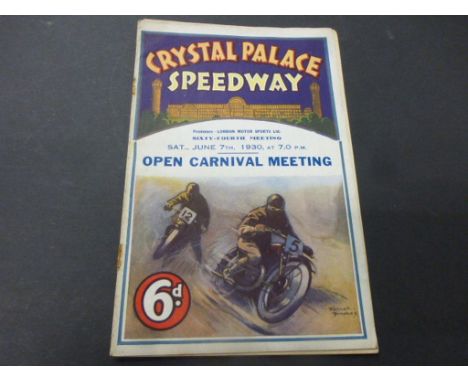 CRYSTAL PALACE
SPEEDWAY
Promoters - LONDON MOTOR SPORTS Ltd.
SIXTY-FOURTH MEETING
SAT., JUNE 7TH, 1930, AT 7.0 P.M.
OPEN CARNIVAL MEETING
12
5
6d.